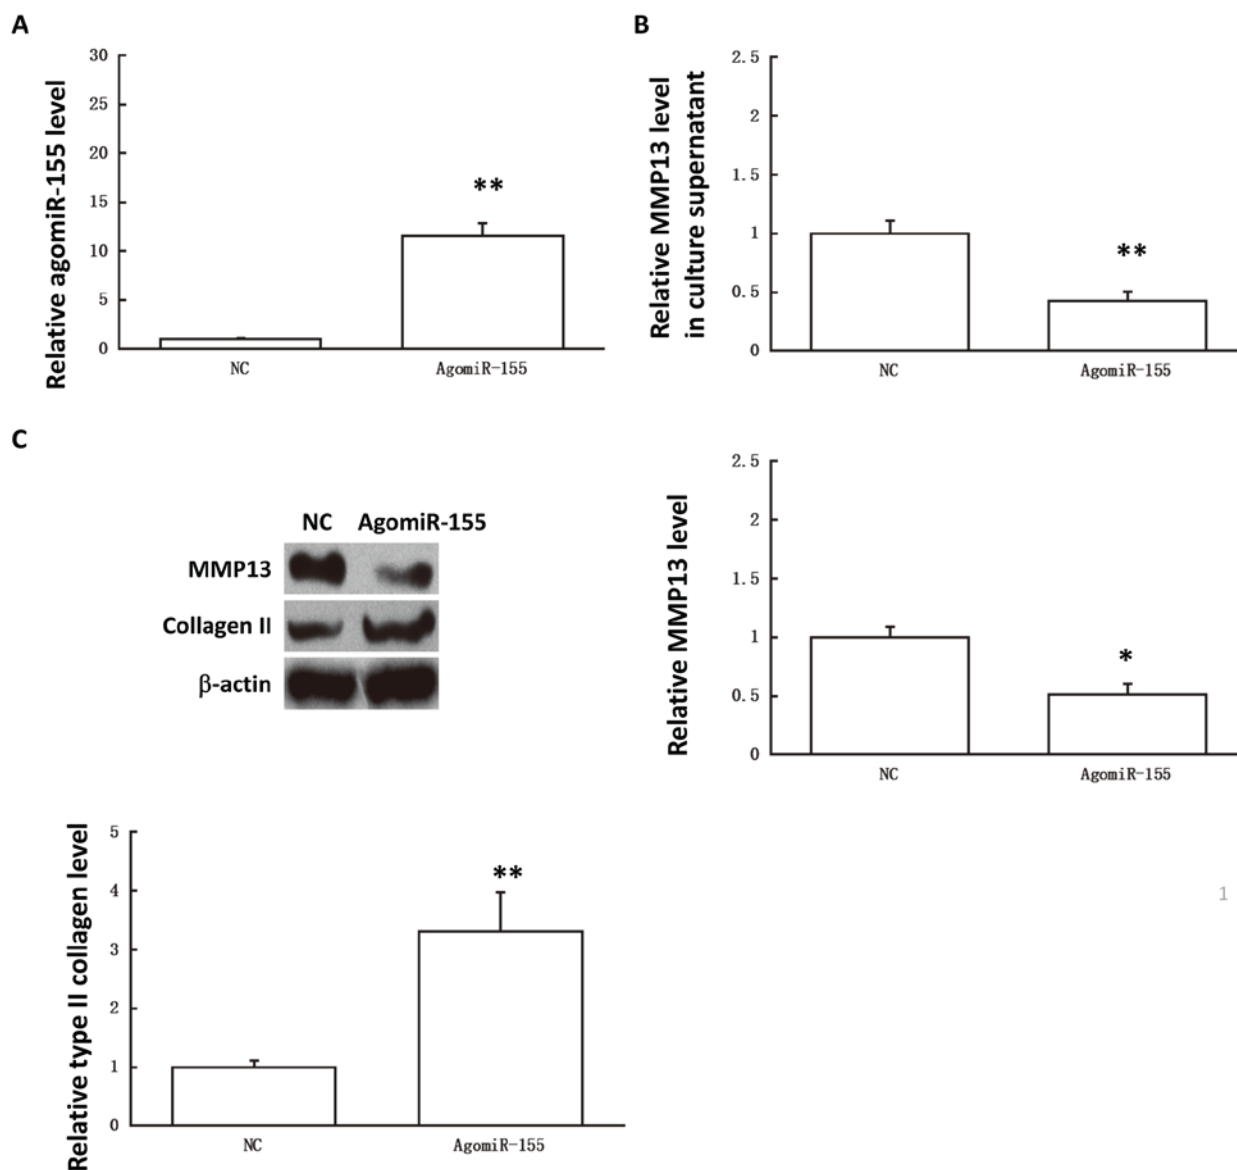 A
Relative agomiR-155 level
30
25
20
15
10
5
0
**
NC
AgomiR-155
B
Relative MMP13 level
in culture supernatant
2.5
2
1.5
1
0.5
0
**
NC
AgomiR-155
C
NC
AgomiR-155
MMP13
Collagen II
β-actin
Relative MMP13 level
2.5
2
1.5
1
0.5
0
*
NC
AgomiR-155
Relative type II collagen level
5
4
3
2
1
0
**
NC
AgomiR-155
1